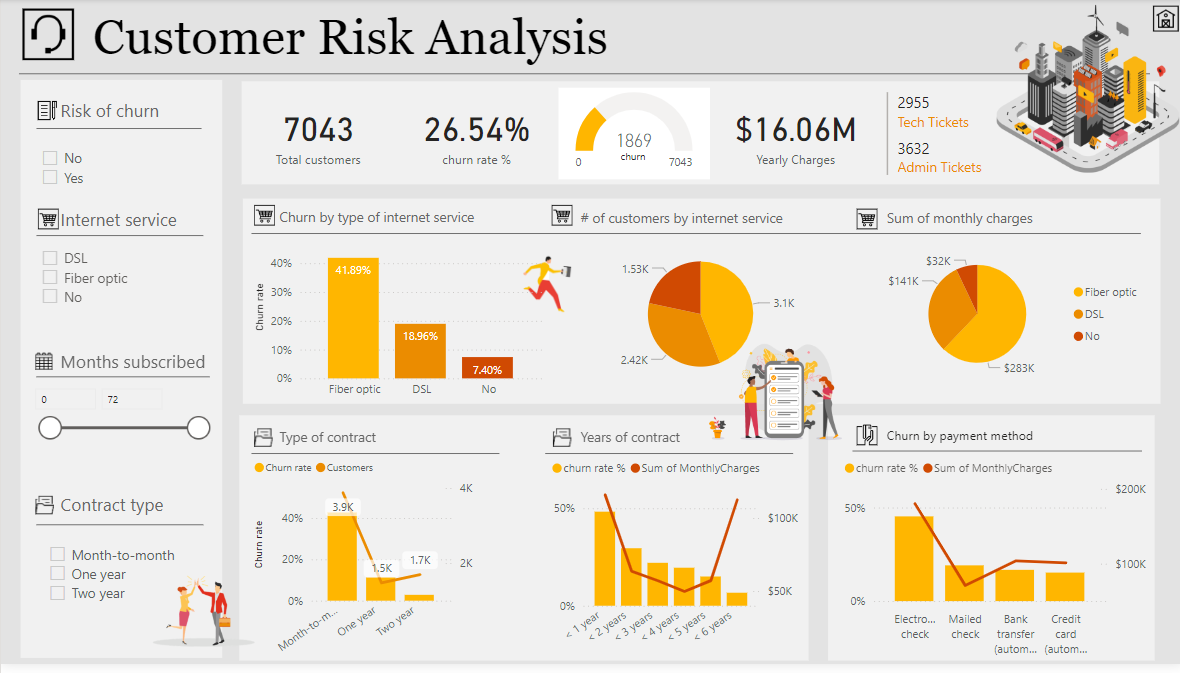 Customer Risk Analysis
Risk of churn
No
Yes
Internet service
DSL
Fiber optic
No
Months subscribed
0
72
Contract type
Month-to-month
One year
Two year
7043
Total customers
26.54%
churn rate %
1869
churn
0
7043
$16.06M
Yearly Charges
2955
Tech Tickets
3632
Admin Tickets
Churn by type of internet service
Churn rate
40%
30%
20%
10%
0%
41.89%
18.96%
7.40%
Fiber optic
DSL
No
# of customers by internet service
1.53K
3.1K
2.42K
Sum of monthly charges
$32K
$141K
$283K
Fiber optic
DSL
No
Type of contract
Churn rate
Customers
Churn rate
40%
20%
0%
3.9K
1.5K
1.7K
4K
2K
Month-to-m...
One year
Two year
Years of contract
churn rate %
Sum of MonthlyCharges
50%
0%
$100K
$50K
< 1 year
< 2 years
< 3 years
< 4 years
< 5 years
< 6 years
Churn by payment method
churn rate %
Sum of MonthlyCharges
50%
0%
$200K
$100K
Electro...
check
Mailed
check
Bank
transfer
(autom...
Credit
card
(autom...